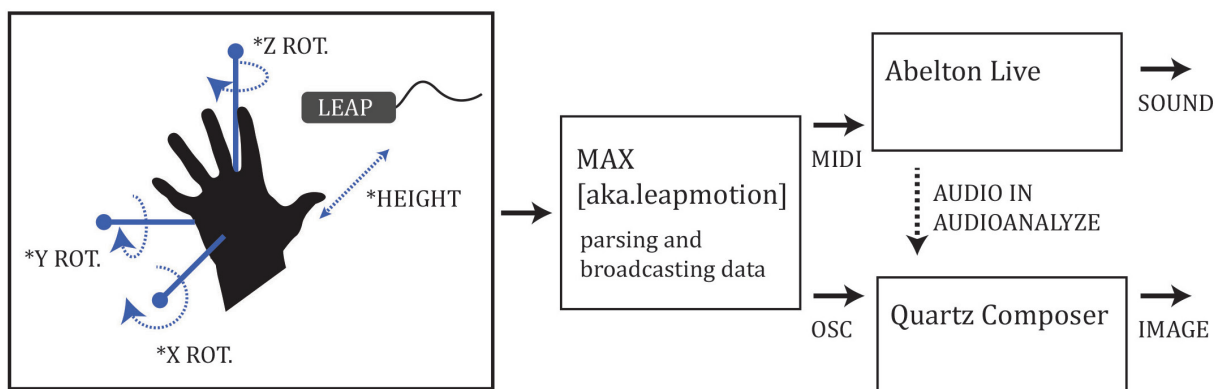 *Z ROT.
LEAP
*HEIGHT
*Y ROT.
*X ROT.
MAX
[aka.leapmotion]
parsing and
broadcasting data
MIDI
OSC
Abelton Live
SOUND
AUDIO IN
AUDIOANALYZE
Quartz Composer
IMAGE